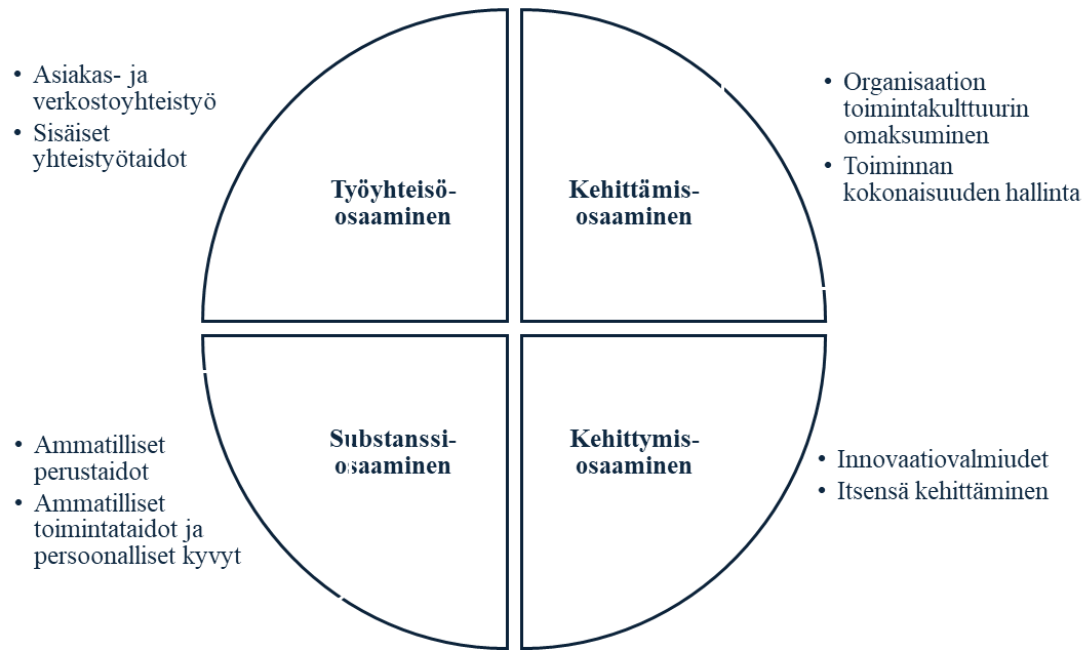 • Asiakas- ja
verkostoyhteistyö
• Sisäiset
yhteistyötaidot
Työyhteisö-
osaaminen
Kehittämis-
osaaminen
• Organisaation
toimintakulttuurin
omaksuminen
• Toiminnan
kokonaisuuden hallinta
• Ammatilliset
perustaidot
• Ammatilliset
toimintataidot ja
persoonalliset kyvyt
Substanssi-
osaaminen
Kehittymis-
osaaminen
• Innovaatiovalmiudet
• Itsensä kehittäminen